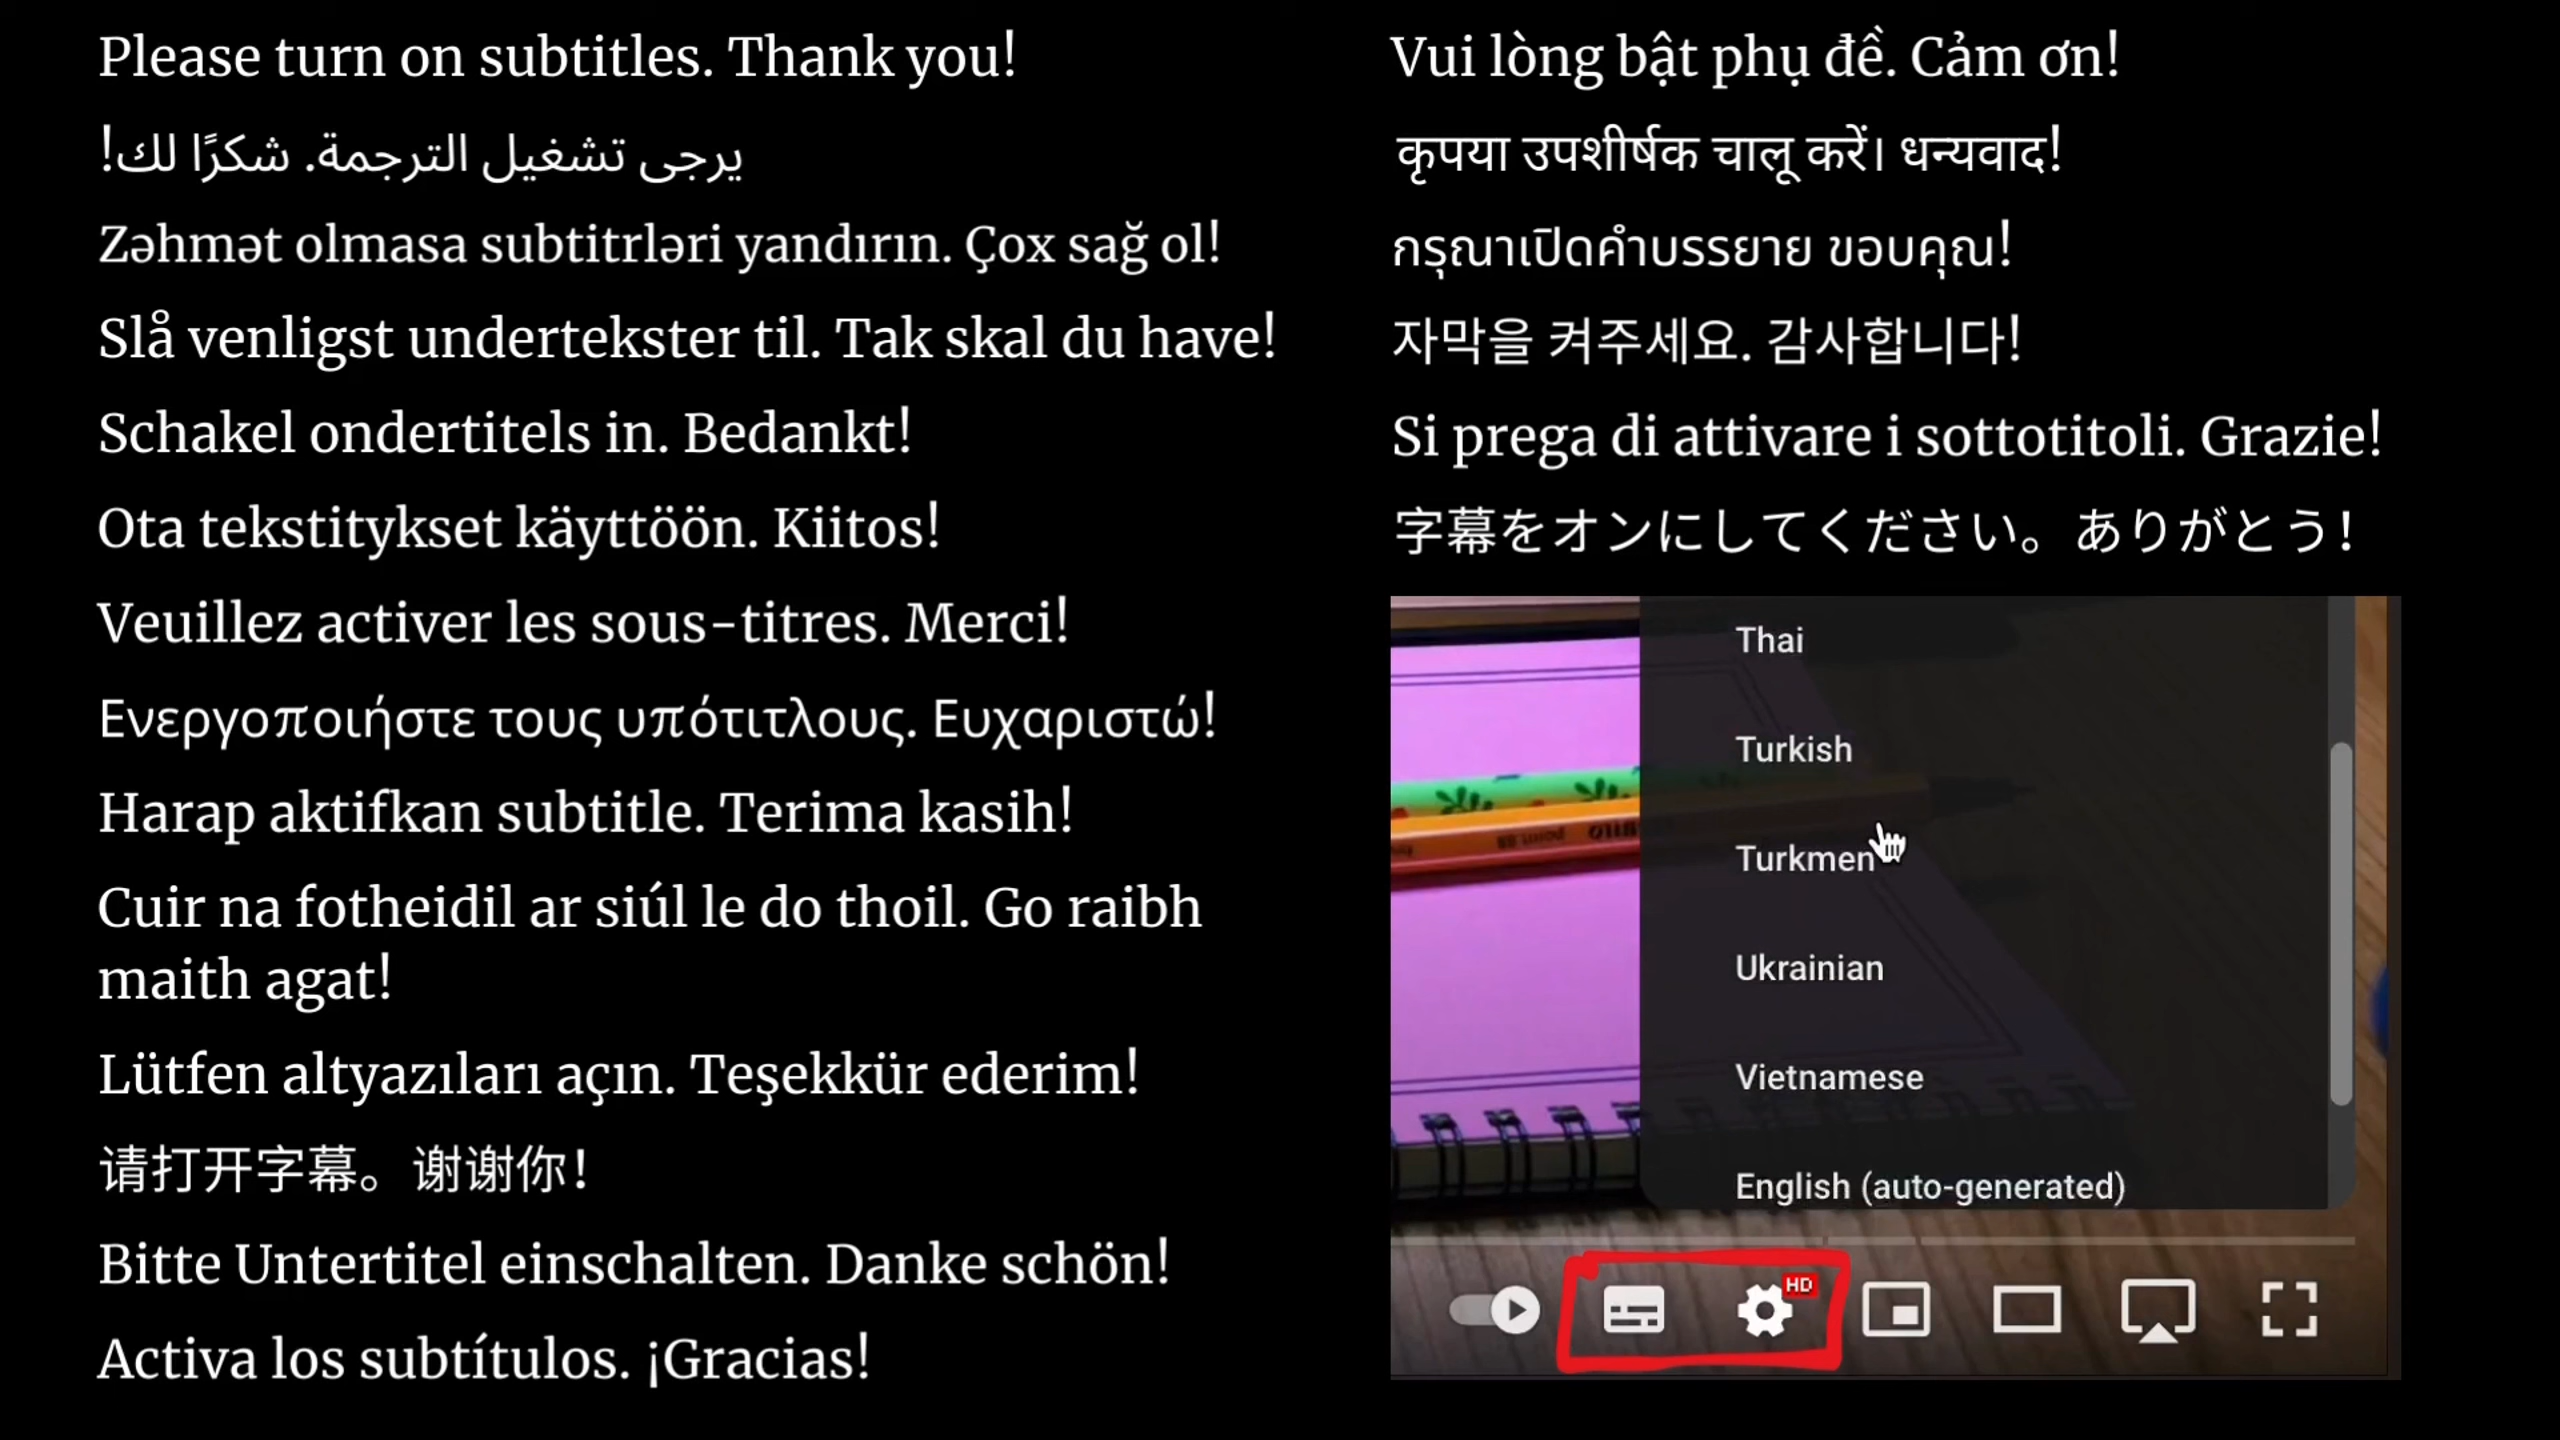 Please turn on subtitles. Thank you!
يرجى تشغيل الترجمة. شكرًا لك!
Zəhmət olmasa subtitrləri yandırın. Çox sağ ol!
Slå venligst undertekster til. Tak skal du have!
Schakel ondertitels in. Bedankt!
Ota tekstitykset käyttöön. Kiitos!
Veuillez activer les sous-titres. Merci!
Ενεργοποιήστε τους υπότιτλους. Ευχαριστώ!
Harap aktifkan subtitle. Terima kasih!
Cuir na fotheidil ar siúl le do thoil. Go raibh
maith agat!
Lütfen altyazıları açın. Teşekkür ederim!
请打开字幕。谢谢你!
Bitte Untertitel einschalten. Danke schön!
Activa los subtítulos. ¡Gracias!
Vui lòng bật phụ đề. Cảm ơn!
कृपया उपशीर्षक चालू करें। धन्यवाद!
กรุณาเปิดคำบรรยาย ขอบคุณ!
자막을 켜주세요. 감사합니다!
Si prega di attivare i sottotitoli. Grazie!
字幕をオンにしてください。ありがとう!
Thai
Turkish
Turkmen
Ukrainian
Vietnamese
English (auto-generated)
HD